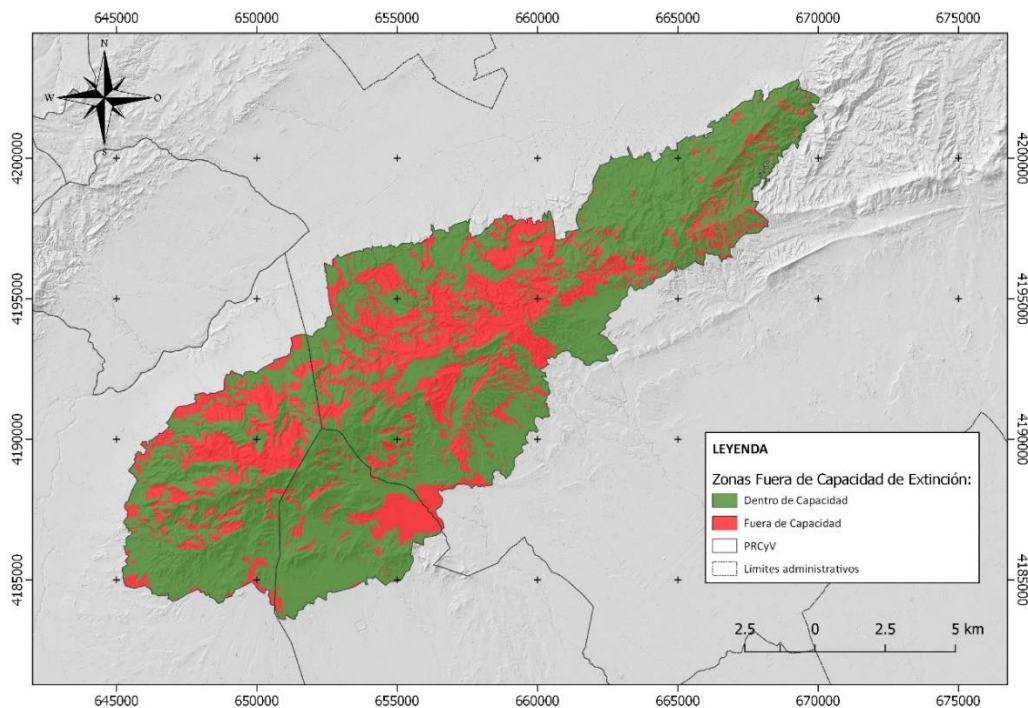 645000 650000 655000 660000 665000 670000 675000
N
W O
S
4200000 4200000
4195000 4195000
4190000 4190000
LEYENDA
Zonas Fuera de Capacidad de Extinción:
Dentro de Capacidad
Fuera de Capacidad
PRCyV
Limites administrativos
4185000 4185000
2.5 0 2.5 5 km
645000 650000 655000 660000 665000 670000 675000